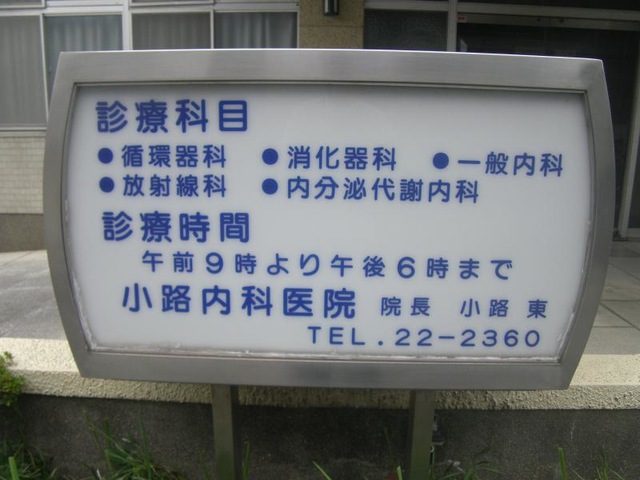 診療科目
●循環器科 ●消化器科 ●一般内科
●放射線科 ●内分泌代謝内科
診療時間
午前9時より午後6時まで
小路内科医院 院長 小路 東
TEL.22-2360